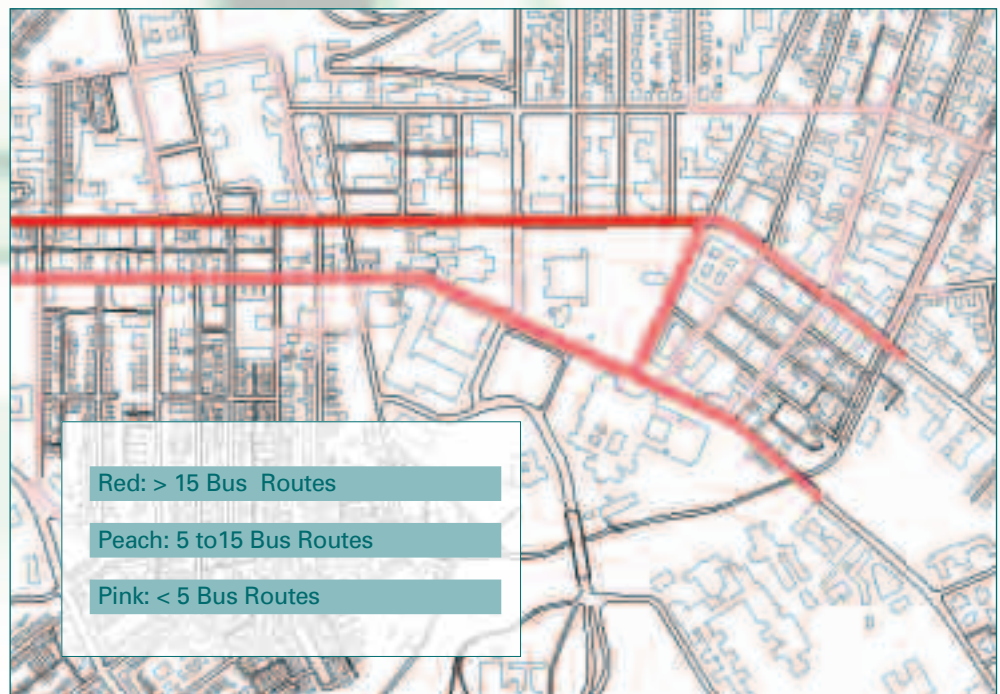 Red: > 15 Bus Routes
Peach: 5 to15 Bus Routes
Pink: < 5 Bus Routes